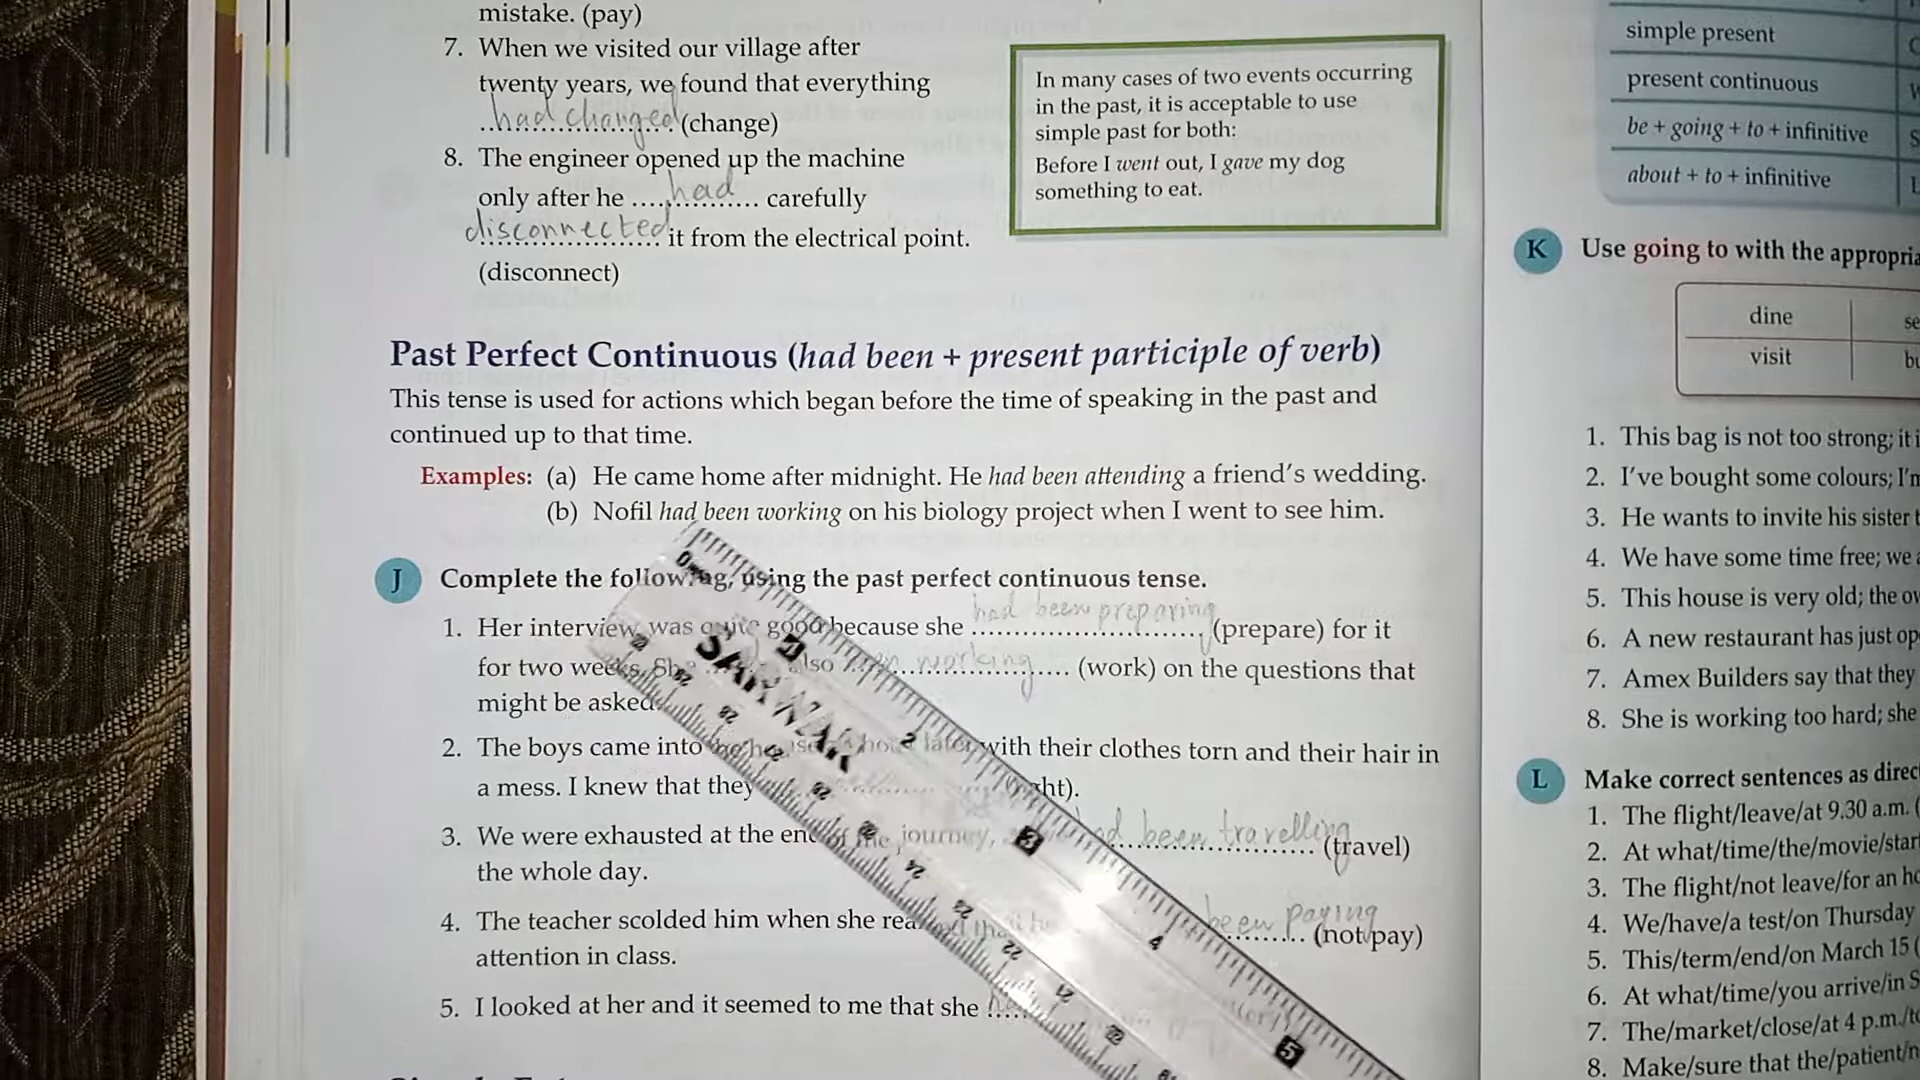 mistake. (pay)
7. When we visited our village after
twenty years, we found that everything
had changed (change)
8. The engineer opened up the machine
only after he had carefully
disconnected it from the electrical point.
(disconnect)
In many cases of two events occurring
in the past, it is acceptable to use
simple past for both:
Before I went out, I gave my dog
something to eat.
Past Perfect Continuous (had been + present participle of verb)
This tense is used for actions which began before the time of speaking in the past and
continued up to that time.
Examples: (a) He came home after midnight. He had been attending a friend's wedding.
(b) Nofil had been working on his biology project when I went to see him.
J Complete the following, using the past perfect continuous tense.
1. Her interview was quite good because she had been preparing (prepare) for it
for two weeks. She also working (work) on the questions that
might be asked
2. The boys came into later with their clothes torn and their hair in
a mess. I knew that they
3. We were exhausted at the end of the journey, had been travelling (travel)
the whole day.
4. The teacher scolded him when she that he been paying (not pay)
attention in class.
5. I looked at her and it seemed to me that she
SARWAR
0 1 2 3 4 5
28 26 24 23 22 21
simple present
present continuous
be + going + to + infinitive
about + to + infinitive
K Use going to with the
dine
visit
1. This bag is not too strong; it
2. I've bought some colours; I'm
3. He wants to invite his sister
4. We have some time free; we
5. This house is very old; the
6. A new restaurant has just
7. Amex Builders say that they
8. She is working too hard; she
L Make correct sentences as
1. The flight/leave/at 9.30 a.m.
2. At what/time/the/movie/
3. The flight/not leave/for an
4. We/have/a test/on Thursday
5. This/term/end/on March 15
6. At what/time/you arrive/in
7. The/market/close/at 4 p.m./
8. Make/sure that the/patient/